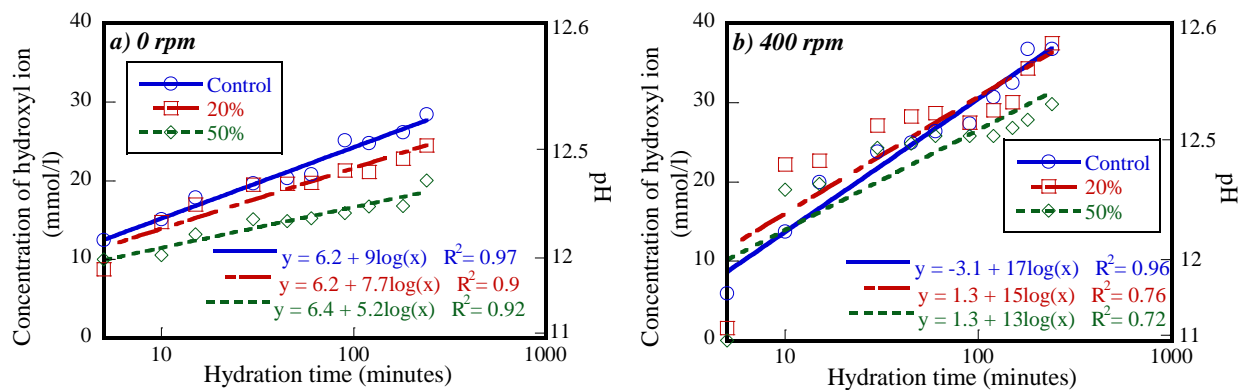 a) 0 rpm
Control
20%
50%
y = 6.2 + 9log(x) R² = 0.97
y = 6.2 + 7.7log(x) R² = 0.9
y = 6.4 + 5.2log(x) R² = 0.92
Concentration of hydroxyl ion
(mmol/l)
40
30
20
10
0
12.6
12.5
12
11
pH
10
100
1000
Hydration time (minutes)
b) 400 rpm
Control
20%
50%
y = -3.1 + 17log(x) R² = 0.96
y = 1.3 + 15log(x) R² = 0.76
y = 1.3 + 13log(x) R² = 0.72
Concentration of hydroxyl ion
(mmol/l)
40
30
20
10
0
12.6
12.5
12
11
pH
10
100
1000
Hydration time (minutes)